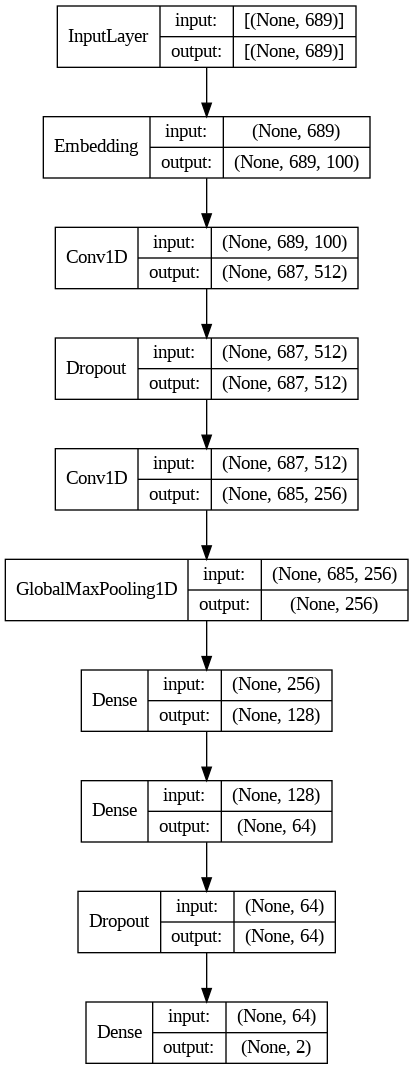 InputLayer
input: [(None, 689)]
output: [(None, 689)]
Embedding
input: (None, 689)
output: (None, 689, 100)
Conv1D
input: (None, 689, 100)
output: (None, 687, 512)
Dropout
input: (None, 687, 512)
output: (None, 687, 512)
Conv1D
input: (None, 687, 512)
output: (None, 685, 256)
GlobalMaxPooling1D
input: (None, 685, 256)
output: (None, 256)
Dense
input: (None, 256)
output: (None, 128)
Dense
input: (None, 128)
output: (None, 64)
Dropout
input: (None, 64)
output: (None, 64)
Dense
input: (None, 64)
output: (None, 2)